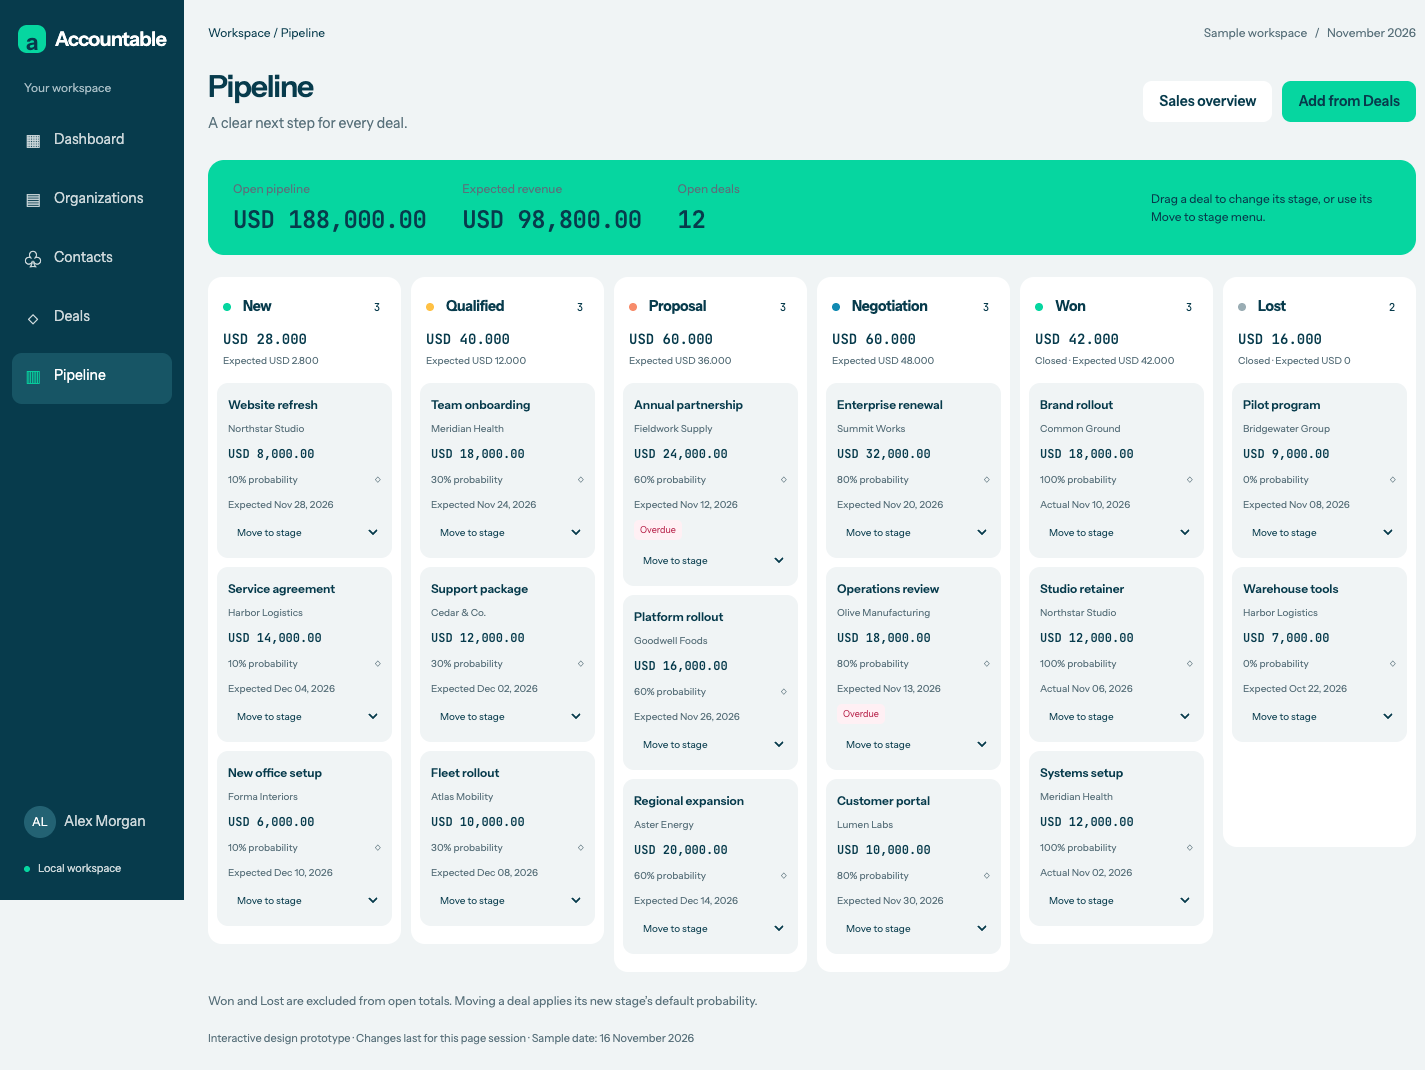 a Accountable
Your workspace
Dashboard
Organizations
Contacts
Deals
Pipeline
AL Alex Morgan
Local workspace
Workspace / Pipeline
Sample workspace / November 2026
Pipeline
A clear next step for every deal.
Sales overview
Add from Deals
Open pipeline
USD 188,000.00
Expected revenue
USD 98,800.00
Open deals
12
Drag a deal to change its stage, or use its
Move to stage menu.
New 3
USD 28.000
Expected USD 2.800
Website refresh
Northstar Studio
USD 8,000.00
10% probability
Expected Nov 28, 2026
Move to stage
Service agreement
Harbor Logistics
USD 14,000.00
10% probability
Expected Dec 04, 2026
Move to stage
New office setup
Forma Interiors
USD 6,000.00
10% probability
Expected Dec 10, 2026
Move to stage
Qualified 3
USD 40.000
Expected USD 12.000
Team onboarding
Meridian Health
USD 18,000.00
30% probability
Expected Nov 24, 2026
Move to stage
Support package
Cedar & Co.
USD 12,000.00
30% probability
Expected Dec 02, 2026
Move to stage
Fleet rollout
Atlas Mobility
USD 10,000.00
30% probability
Expected Dec 08, 2026
Move to stage
Proposal 3
USD 60.000
Expected USD 36.000
Annual partnership
Fieldwork Supply
USD 24,000.00
60% probability
Expected Nov 12, 2026
Overdue
Move to stage
Platform rollout
Goodwell Foods
USD 16,000.00
60% probability
Expected Nov 26, 2026
Move to stage
Regional expansion
Aster Energy
USD 20,000.00
60% probability
Expected Dec 14, 2026
Move to stage
Negotiation 3
USD 60.000
Expected USD 48.000
Enterprise renewal
Summit Works
USD 32,000.00
80% probability
Expected Nov 20, 2026
Move to stage
Operations review
Olive Manufacturing
USD 18,000.00
80% probability
Expected Nov 13, 2026
Overdue
Move to stage
Customer portal
Lumen Labs
USD 10,000.00
80% probability
Expected Nov 30, 2026
Move to stage
Won 3
USD 42.000
Closed · Expected USD 42.000
Brand rollout
Common Ground
USD 18,000.00
100% probability
Actual Nov 10, 2026
Move to stage
Studio retainer
Northstar Studio
USD 12,000.00
100% probability
Actual Nov 06, 2026
Move to stage
Systems setup
Meridian Health
USD 12,000.00
100% probability
Actual Nov 02, 2026
Move to stage
Lost 2
USD 16.000
Closed · Expected USD 0
Pilot program
Bridgewater Group
USD 9,000.00
0% probability
Expected Nov 08, 2026
Move to stage
Warehouse tools
Harbor Logistics
USD 7,000.00
0% probability
Expected Oct 22, 2026
Move to stage
Won and Lost are excluded from open totals. Moving a deal applies its new stage's default probability.
Interactive design prototype · Changes last for this page session · Sample date: 16 November 2026